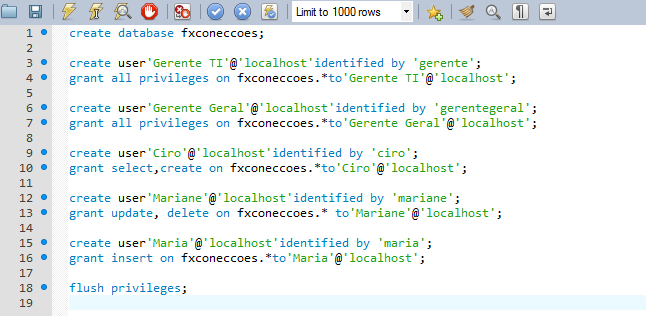 Limit to 1000 rows
1 create database fxconeccoes;
2
3 create user'Gerente TI'@'localhost'identified by 'gerente';
4 grant all privileges on fxconeccoes.*to'Gerente TI'@'localhost';
5
6 create user'Gerente Geral'@'localhost'identified by 'gerentegeral';
7 grant all privileges on fxconeccoes.*to'Gerente Geral'@'localhost';
8
9 create user'Ciro'@'localhost'identified by 'ciro';
10 grant select,create on fxconeccoes.*to'Ciro'@'localhost';
11
12 create user'Mariane'@'localhost'identified by 'mariane';
13 grant update, delete on fxconeccoes.* to'Mariane'@'localhost';
14
15 create user'Maria'@'localhost'identified by 'maria';
16 grant insert on fxconeccoes.*to'Maria'@'localhost';
17
18 flush privileges;
19